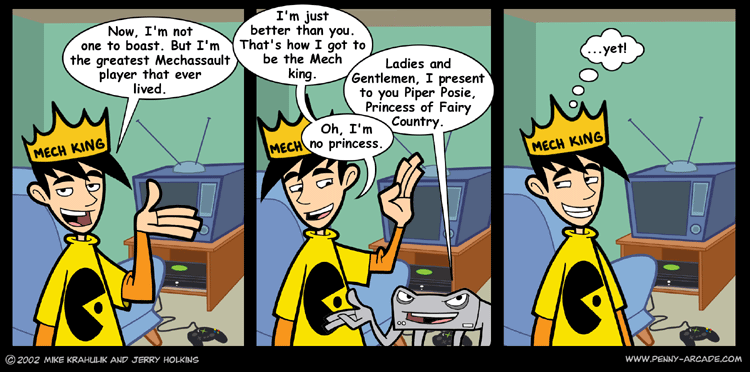 Now, I'm not
one to boast. But I'm
the greatest Mechassault
player that ever
lived.
MECH KING
I'm just
better than you.
That's how I got to
be the Mech
king.
Ladies and
Gentlemen, I present
to you Piper Posie,
Princess of Fairy
Country.
Oh, I'm
no princess.
MECH
...yet!
MECH KING
© 2002 MIKE KRAHULIK AND JERRY HOLKINS
WWW.PENNY-ARCADE.COM